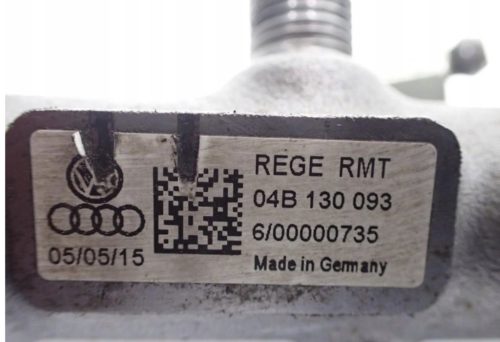 REGE RMT
04B 130 093
6/00000735
Made in Germany
05/05/15